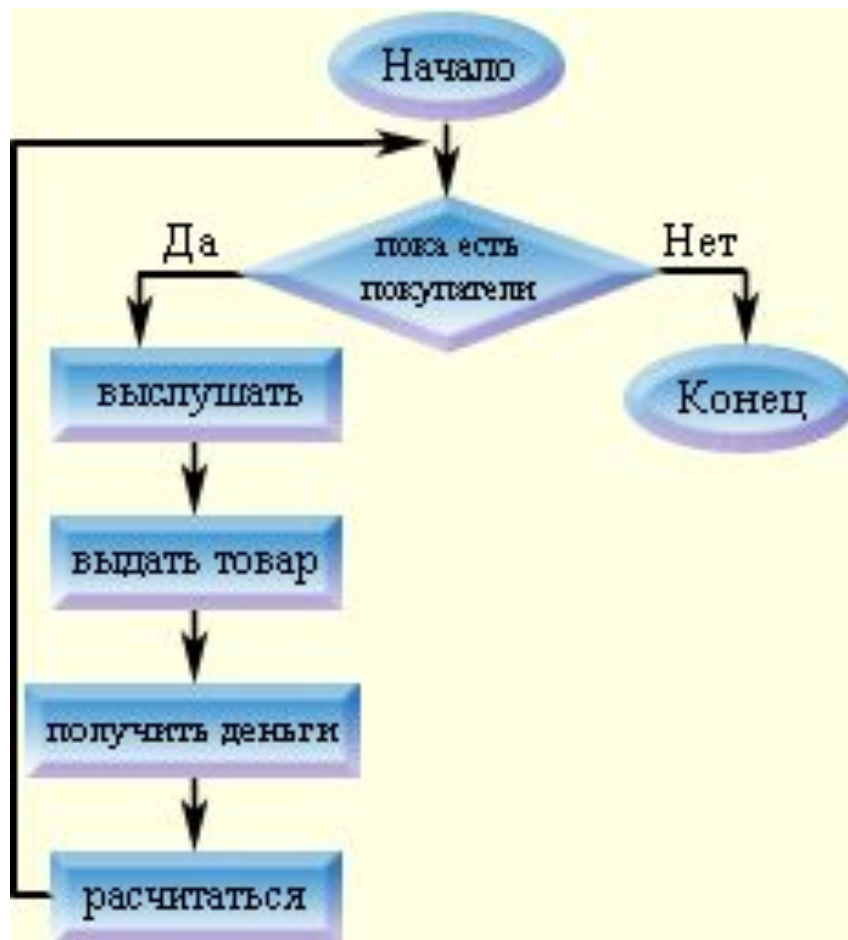 Начало
Да
пока есть
покупатели
Нет
выслушать
Конец
выдать товар
получить деньги
расчитаться